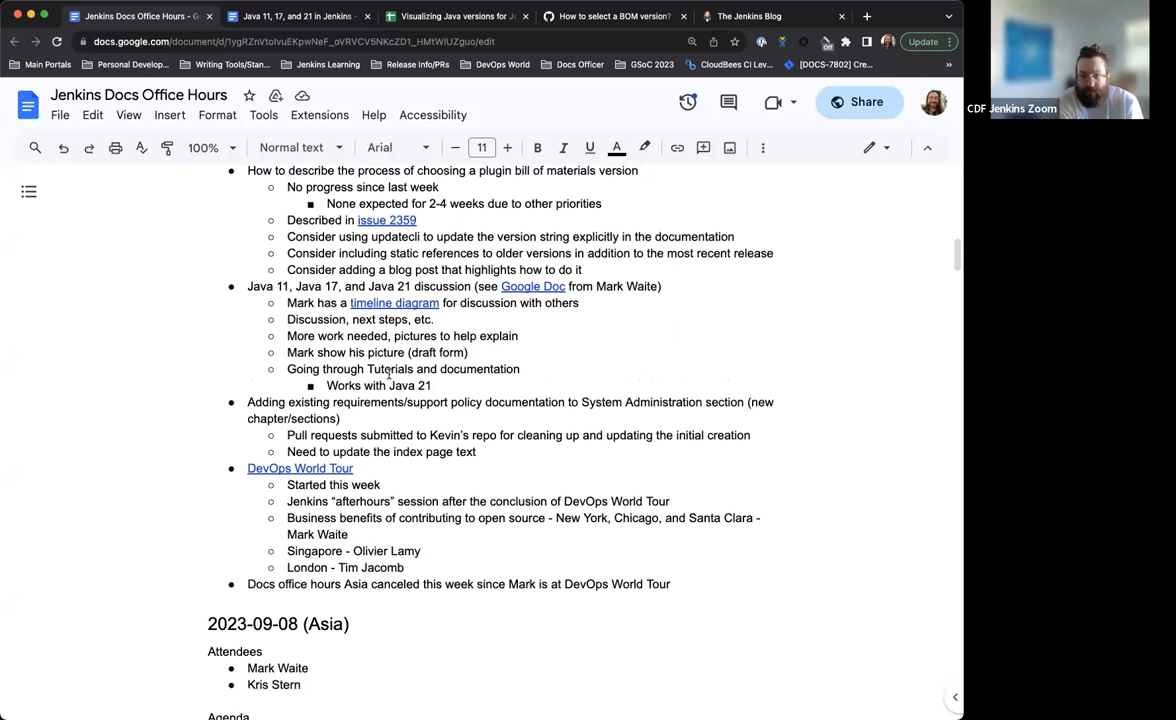 Jenkins Docs Office Hours - G
Java 11, 17, and 21 in Jenkins -
Visualizing Java versions for Je
How to select a BOM version?
The Jenkins Blog
docs.google.com/document/d/1ygRZnVtoIvuEKpwNeF_oVRVCV5NKcZD1_HMtWIUZguo/edit
Off
Update
Main Portals
Personal Develop...
Writing Tools/Stan...
Jenkins Learning
Release Info/PRs
DevOps World
Docs Officer
GSoC 2023
CloudBees CI Lev...
[DOCS-7802] Cre...
»
Jenkins Docs Office Hours
File Edit View Insert Format Tools Extensions Help Accessibility
Share
CDF Jenkins Zoom
100% Normal text Arial 11 B I U A
● How to describe the process of choosing a plugin bill of materials version
○ No progress since last week
■ None expected for 2-4 weeks due to other priorities
○ Described in issue 2359
○ Consider using updatecli to update the version string explicitly in the documentation
○ Consider including static references to older versions in addition to the most recent release
○ Consider adding a blog post that highlights how to do it
● Java 11, Java 17, and Java 21 discussion (see Google Doc from Mark Waite)
○ Mark has a timeline diagram for discussion with others
○ Discussion, next steps, etc.
○ More work needed, pictures to help explain
○ Mark show his picture (draft form)
○ Going through Tutorials and documentation
■ Works with Java 21
● Adding existing requirements/support policy documentation to System Administration section (new
chapter/sections)
○ Pull requests submitted to Kevin's repo for cleaning up and updating the initial creation
○ Need to update the index page text
● DevOps World Tour
○ Started this week
○ Jenkins “afterhours” session after the conclusion of DevOps World Tour
○ Business benefits of contributing to open source - New York, Chicago, and Santa Clara -
Mark Waite
○ Singapore - Olivier Lamy
○ London - Tim Jacomb
● Docs office hours Asia canceled this week since Mark is at DevOps World Tour
2023-09-08 (Asia)
Attendees
● Mark Waite
● Kris Stern
Agenda